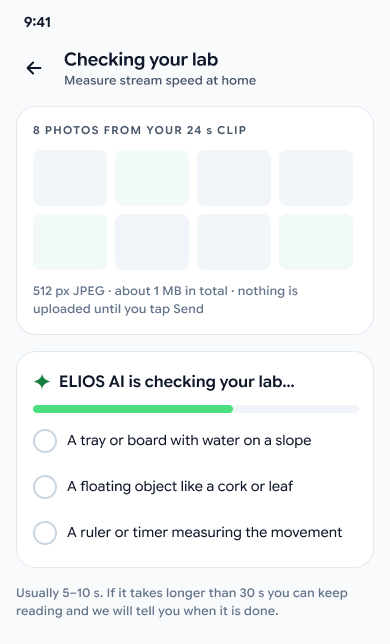 9:41
Checking your lab
Measure stream speed at home
8 PHOTOS FROM YOUR 24 s CLIP
512 px JPEG · about 1 MB in total · nothing is
uploaded until you tap Send
ELIOS AI is checking your lab...
A tray or board with water on a slope
A floating object like a cork or leaf
A ruler or timer measuring the movement
Usually 5–10 s. If it takes longer than 30 s you can keep
reading and we will tell you when it is done.